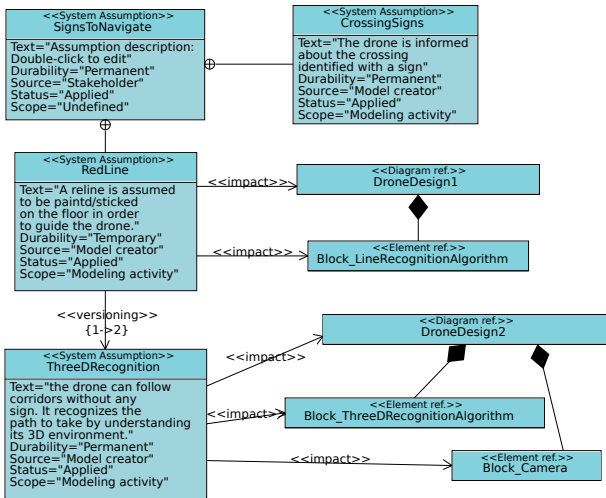 <<System Assumption>>
SignsToNavigate
Text="Assumption description:
Double-click to edit"
Durability="Permanent"
Source="Stakeholder"
Status="Applied"
Scope="Undefined"
<<System Assumption>>
CrossingSigns
Text="The drone is informed
about the crossing
identified with a sign"
Durability="Permanent"
Source="Model creator"
Status="Applied"
Scope="Modeling activity"
<<System Assumption>>
RedLine
Text="A reline is assumed
to be paintd/sticked
on the floor in order
to guide the drone."
Durability="Temporary"
Source="Model creator"
Status="Applied"
Scope="Modeling activity"
<<impact>>
<<Diagram ref.>>
DroneDesign1
<<impact>>
<<Element ref.>>
Block_LineRecognitionAlgorithm
<<versioning>>
{1->2}
<<System Assumption>>
ThreeDRecognition
Text="the drone can follow
corridors without any
sign. It recognizes the
path to take by understanding
its 3D environment."
Durability="Permanent"
Source="Model creator"
Status="Applied"
Scope="Modeling activity"
<<impact>>
<<Diagram ref.>>
DroneDesign2
<<impact>>
<<Element ref.>>
Block_ThreeDRecognitionAlgorithm
<<impact>>
<<Element ref.>>
Block_Camera